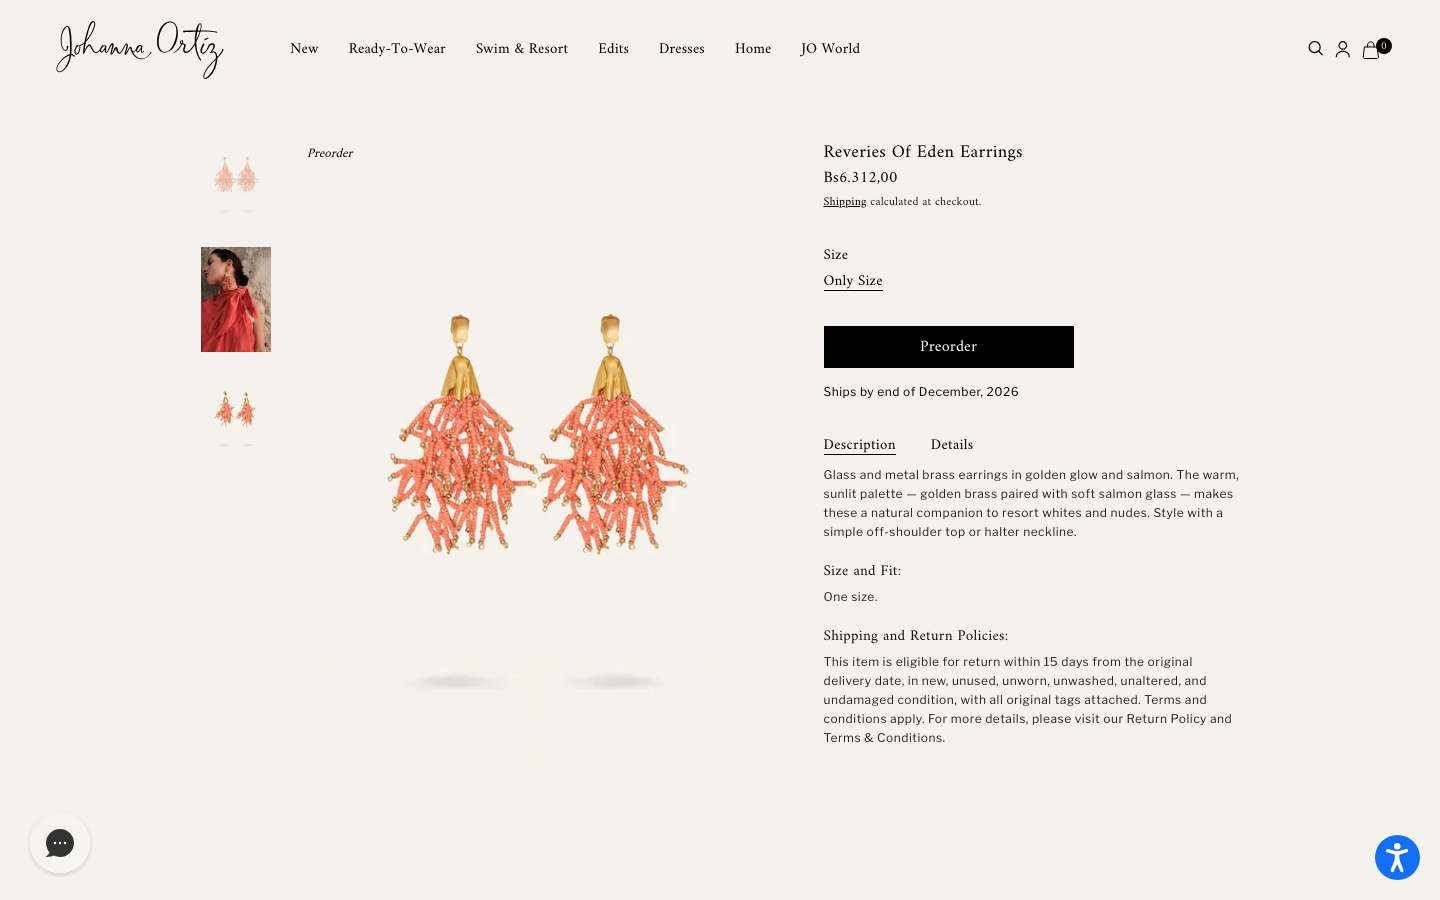 Johanna Ortiz
New
Ready-To-Wear
Swim & Resort
Edits
Dresses
Home
JO World
0
Preorder
Reveries Of Eden Earrings
Bs6.312,00
Shipping calculated at checkout.
Size
Only Size
Preorder
Ships by end of December, 2026
Description
Details
Glass and metal brass earrings in golden glow and salmon. The warm,
sunlit palette — golden brass paired with soft salmon glass — makes
these a natural companion to resort whites and nudes. Style with a
simple off-shoulder top or halter neckline.
Size and Fit:
One size.
Shipping and Return Policies:
This item is eligible for return within 15 days from the original
delivery date, in new, unused, unworn, unwashed, unaltered, and
undamaged condition, with all original tags attached. Terms and
conditions apply. For more details, please visit our Return Policy and
Terms & Conditions.